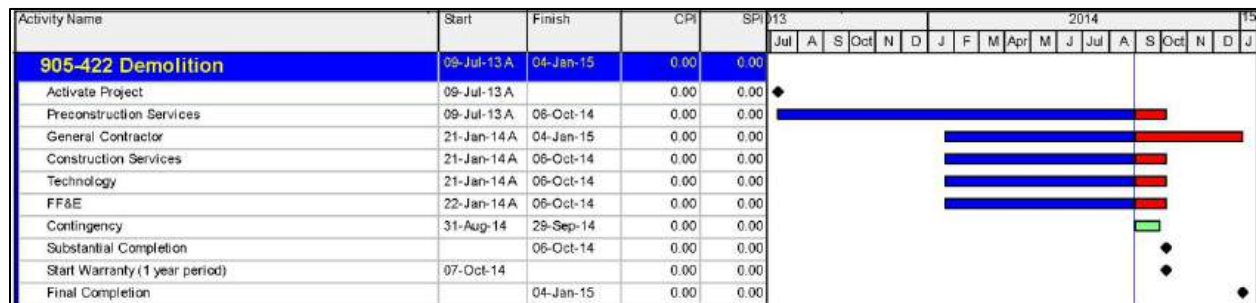 Activity Name Start Finish CPI SPI 013 2014 15
Jul A S Oct N D J F M Apr M J Jul A S Oct N D J
905-422 Demolition 09-Jul-13 A 04-Jan-15 0.00 0.00
Activate Project 09-Jul-13 A 0.00 0.00
Preconstruction Services 09-Jul-13 A 06-Oct-14 0.00 0.00
General Contractor 21-Jan-14 A 04-Jan-15 0.00 0.00
Construction Services 21-Jan-14 A 06-Oct-14 0.00 0.00
Technology 21-Jan-14 A 06-Oct-14 0.00 0.00
FF&E 22-Jan-14 A 06-Oct-14 0.00 0.00
Contingency 31-Aug-14 29-Sep-14 0.00 0.00
Substantial Completion 06-Oct-14 0.00 0.00
Start Warranty (1 year period) 07-Oct-14 0.00 0.00
Final Completion 04-Jan-15 0.00 0.00